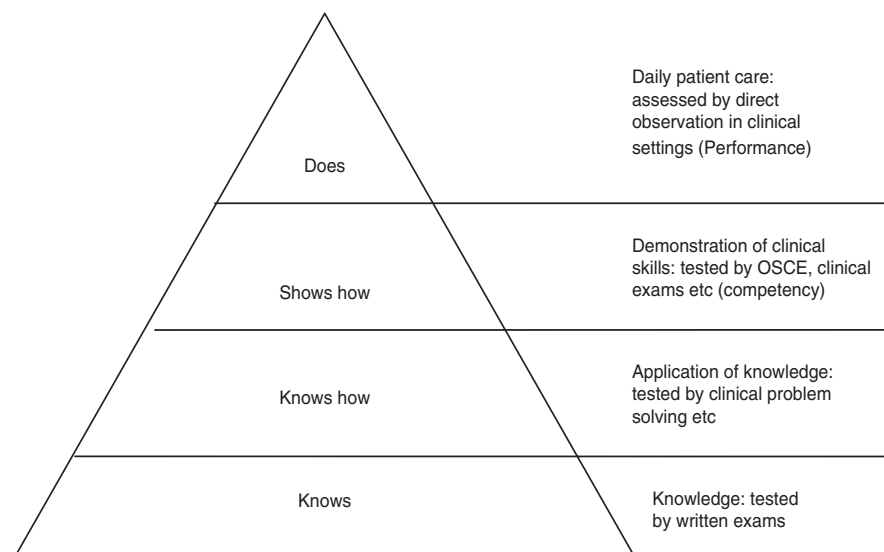 Daily patient care:
assessed by direct
observation in clinical
settings (Performance)
Does
Demonstration of clinical
skills: tested by OSCE, clinical
exams etc (competency)
Shows how
Application of knowledge:
tested by clinical problem
solving etc
Knows how
Knowledge: tested
by written exams
Knows